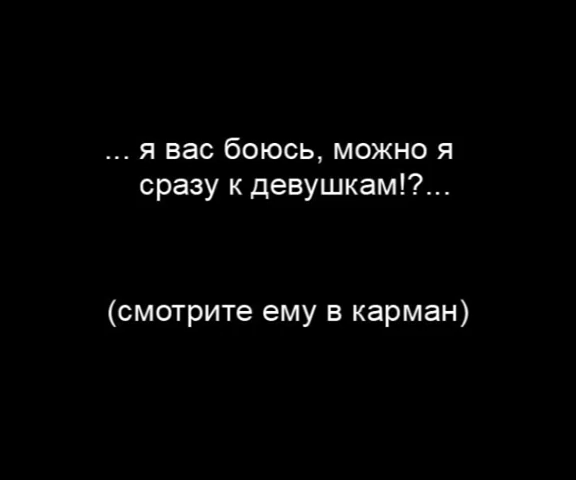 ... я вас боюсь, можно я
сразу к девушкам!?...
(смотрите ему в карман)